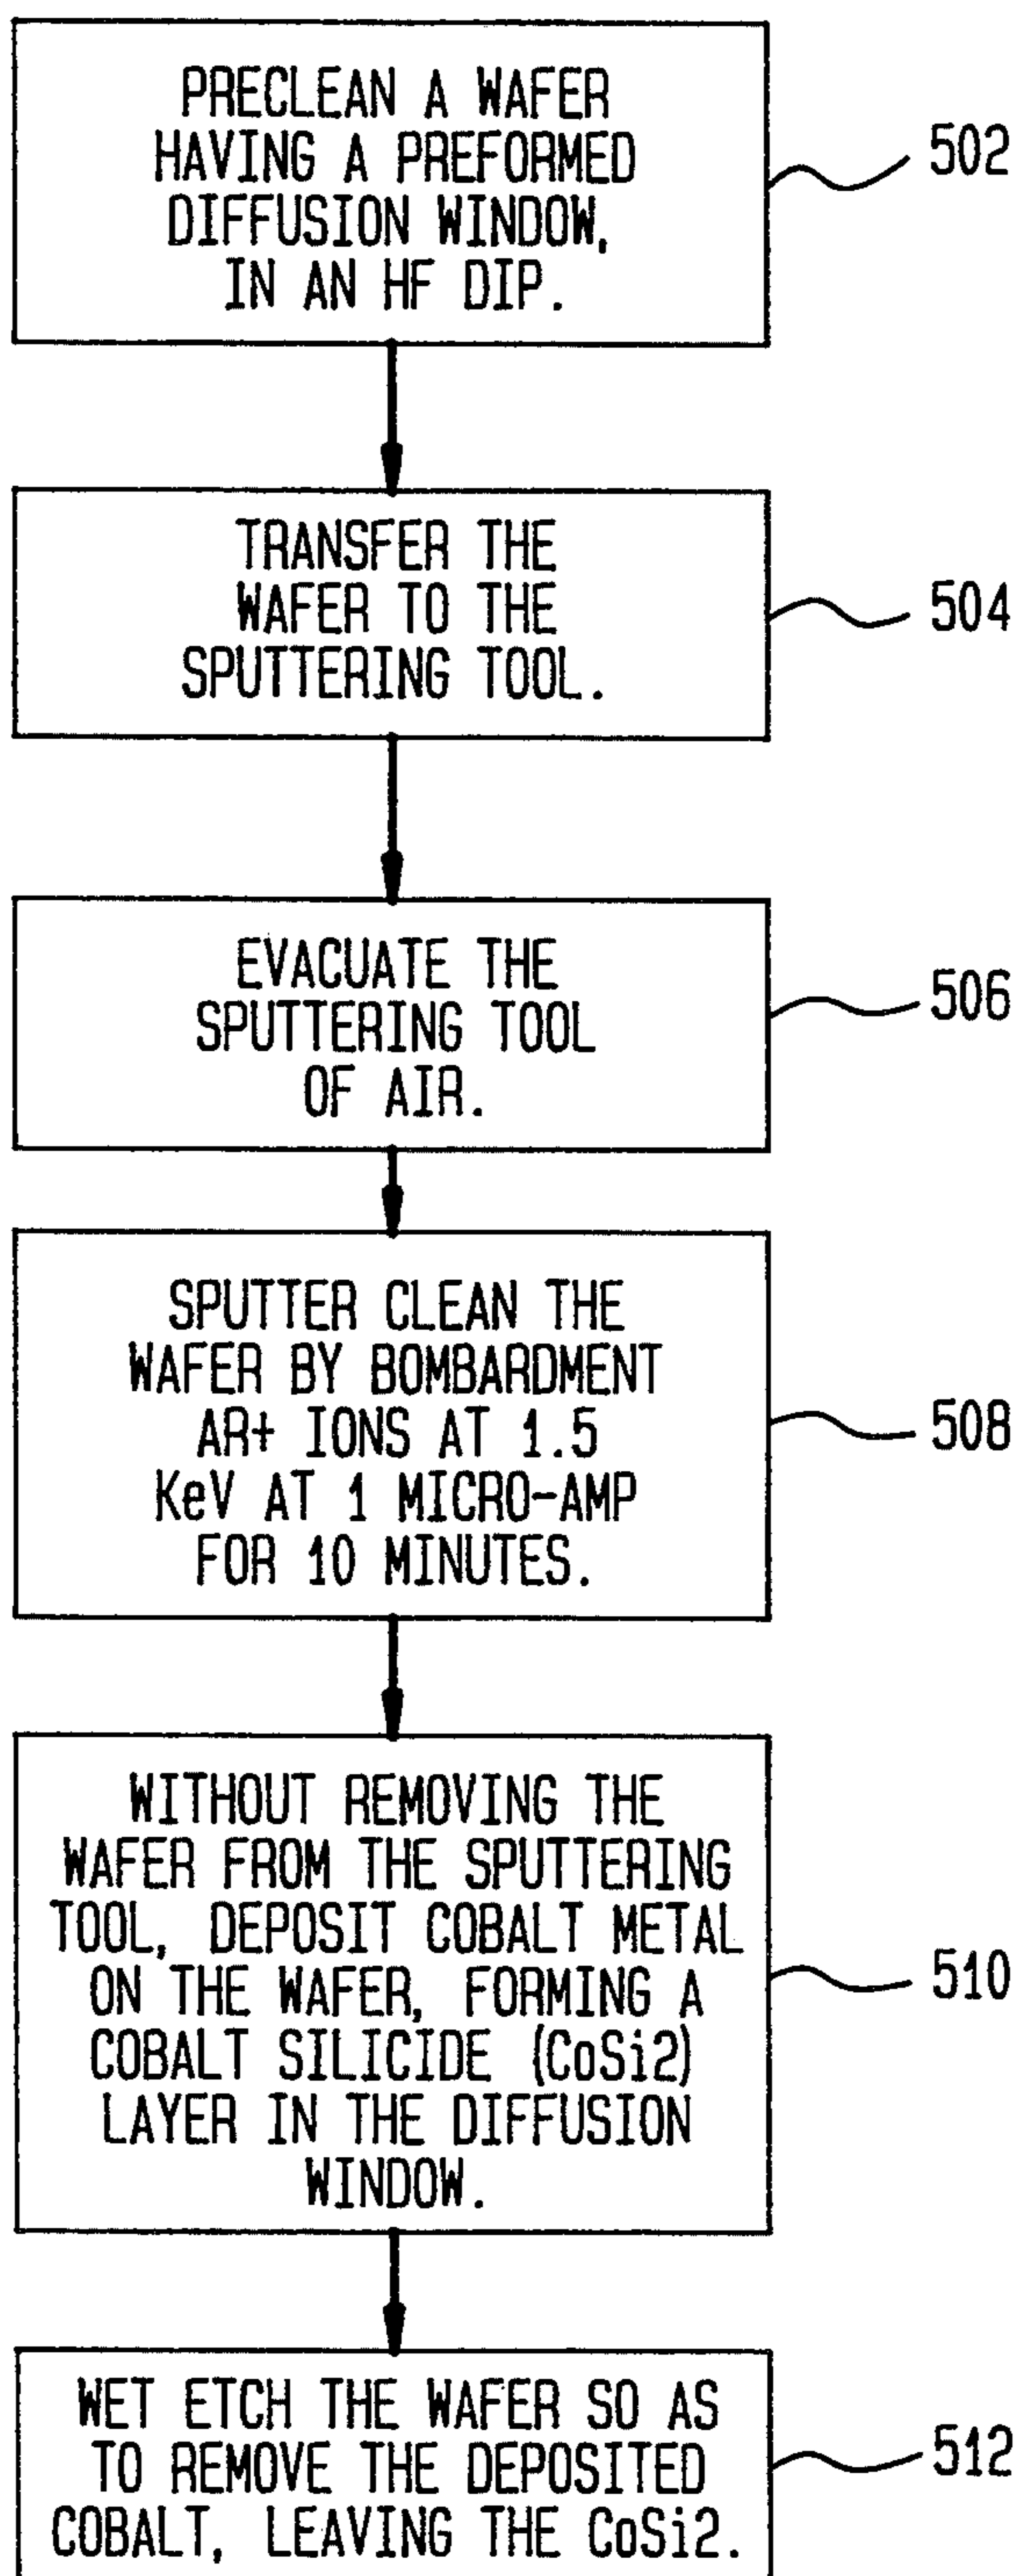 PRECLEAN A WAFER
HAVING A PREFORMED
DIFFUSION WINDOW,
IN AN HF DIP.
502
TRANSFER THE
WAFER TO THE
SPUTTERING TOOL.
504
EVACUATE THE
SPUTTERING TOOL
OF AIR.
506
SPUTTER CLEAN THE
WAFER BY BOMBARDMENT
AR+ IONS AT 1.5
KeV AT 1 MICRO-AMP
FOR 10 MINUTES.
508
WITHOUT REMOVING THE
WAFER FROM THE SPUTTERING
TOOL, DEPOSIT COBALT METAL
ON THE WAFER, FORMING A
COBALT SILICIDE (CoSi2)
LAYER IN THE DIFFUSION
WINDOW.
510
WET ETCH THE WAFER SO AS
TO REMOVE THE DEPOSITED
COBALT, LEAVING THE CoSi2.
512